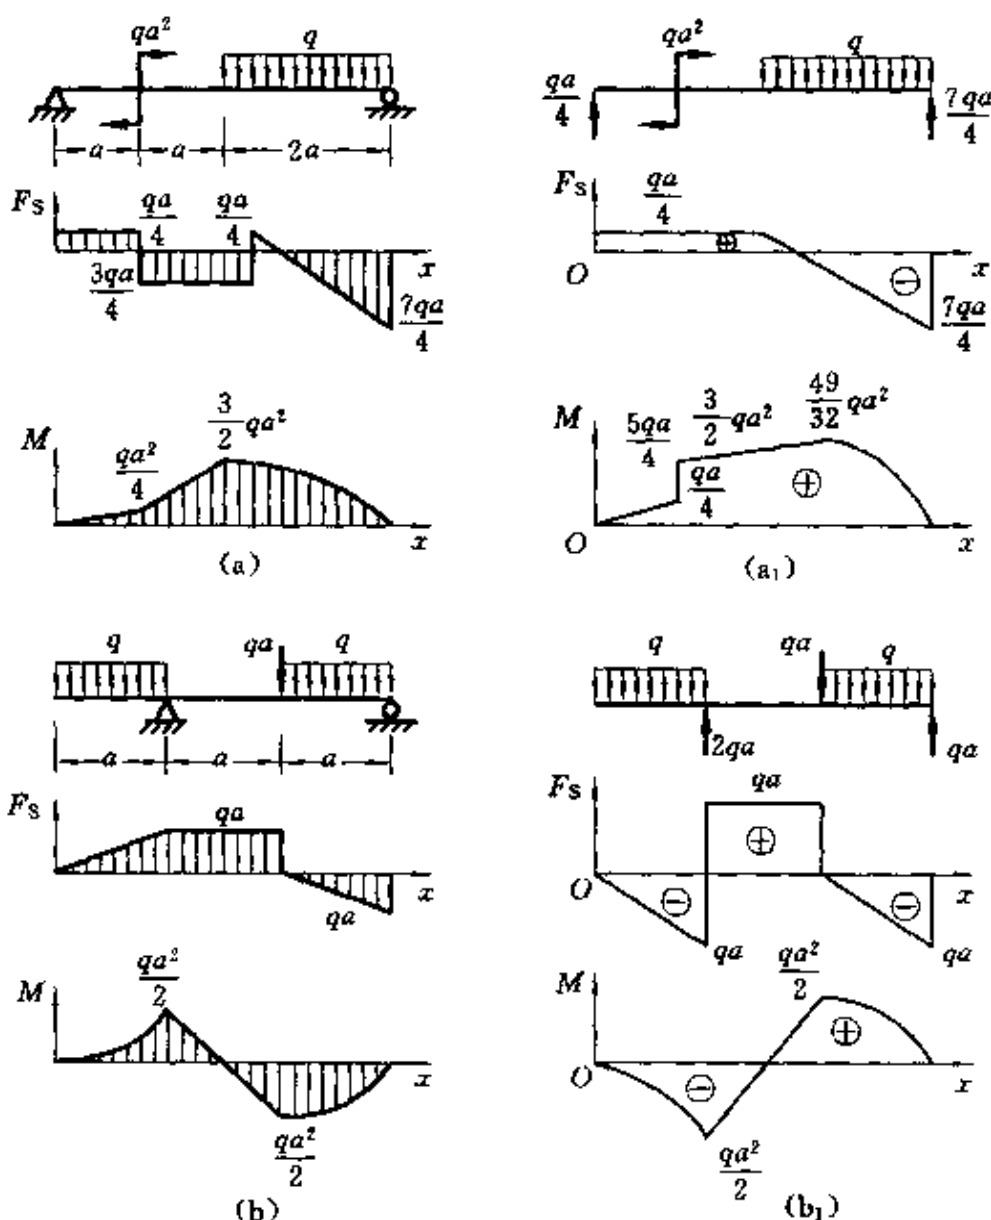 qa² q
a a 2a
F_S qa/4 qa/4
3qa/4 x
7qa/4
M qa²/4 3/2 qa²
x
(a)
qa² q
qa/4 7qa/4
F_S qa/4
⊕
O x
⊖
7qa/4
M 5qa/4 3/2 qa² 49/32 qa²
qa/4 ⊕
O x
(a₁)
q qa q
a a a
F_S qa
x
qa
M qa²/2
x
qa²/2
(b)
q qa q
2qa qa
F_S qa
⊕
O x
⊖ ⊖
qa qa
M qa²/2
⊕
O x
⊖
qa²/2
(b₁)